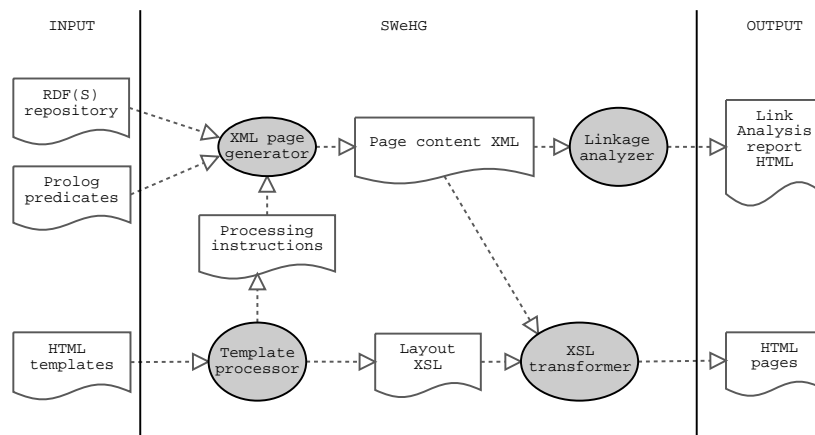 INPUT
SWeHG
OUTPUT
RDF(S)
repository
XML page
generator
Page content XML
Linkage
analyzer
Link
Analysis
report
HTML
Prolog
predicates
Processing
instructions
HTML
templates
Template
processor
Layout
XSL
XSL
transformer
HTML
pages